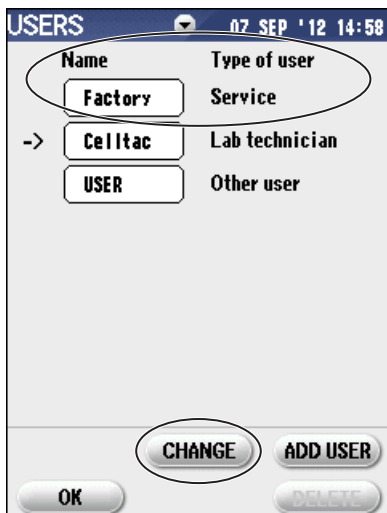 USERS 07 SEP '12 14:58
Name Type of user
Factory Service
-> Celltac Lab technician
USER Other user
CHANGE ADD USER
OK DELETE